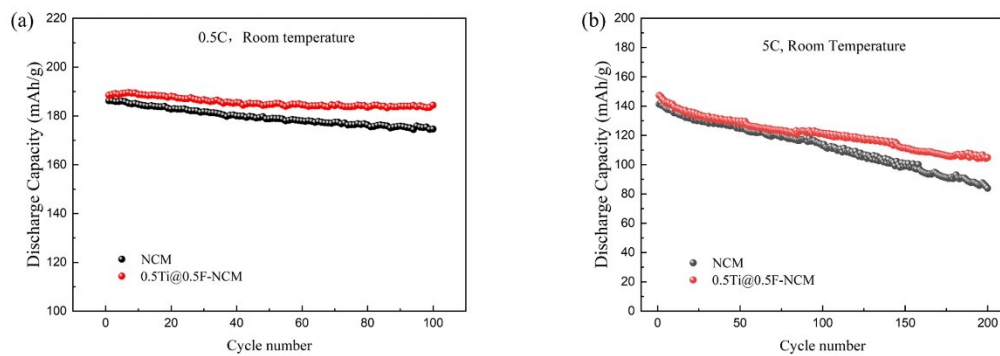 (a)
0.5C，Room temperature
Discharge Capacity (mAh/g)
220
200
180
160
140
120
100
NCM
0.5Ti@0.5F-NCM
0 20 40 60 80 100
Cycle number
(b)
5C, Room Temperature
Discharge Capacity (mAh/g)
200
180
160
140
120
100
80
60
40
20
0
NCM
0.5Ti@0.5F-NCM
0 50 100 150 200
Cycle number